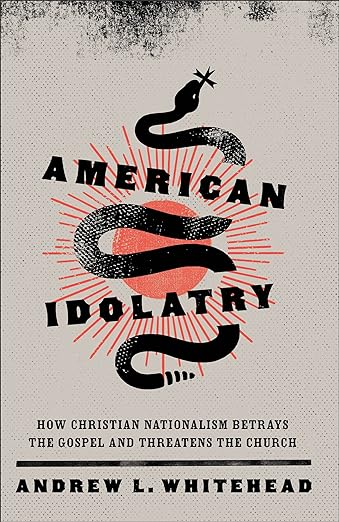 AMERICAN
IDOLATRY
HOW CHRISTIAN NATIONALISM BETRAYS
THE GOSPEL AND THREATENS THE CHURCH
ANDREW L. WHITEHEAD